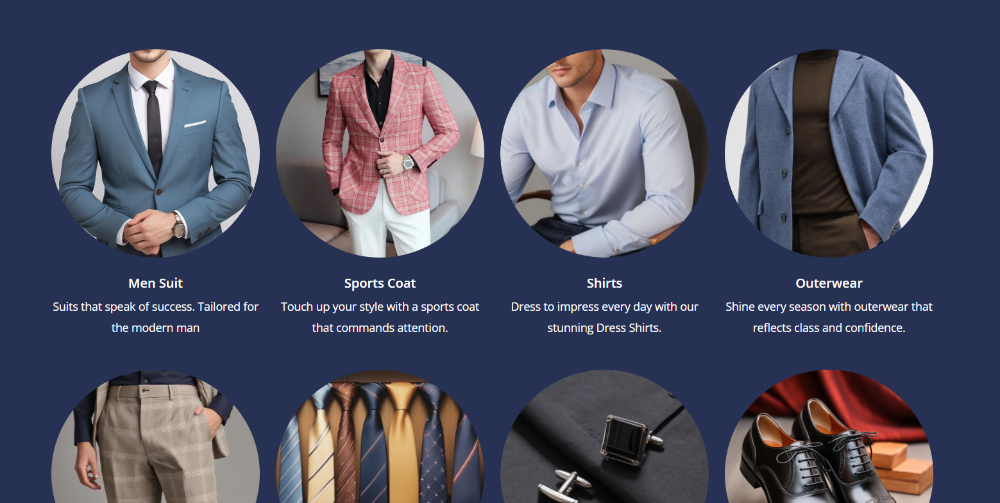 Men Suit
Suits that speak of success. Tailored for
the modern man
Sports Coat
Touch up your style with a sports coat
that commands attention.
Shirts
Dress to impress every day with our
stunning Dress Shirts.
Outerwear
Shine every season with outerwear that
reflects class and confidence.